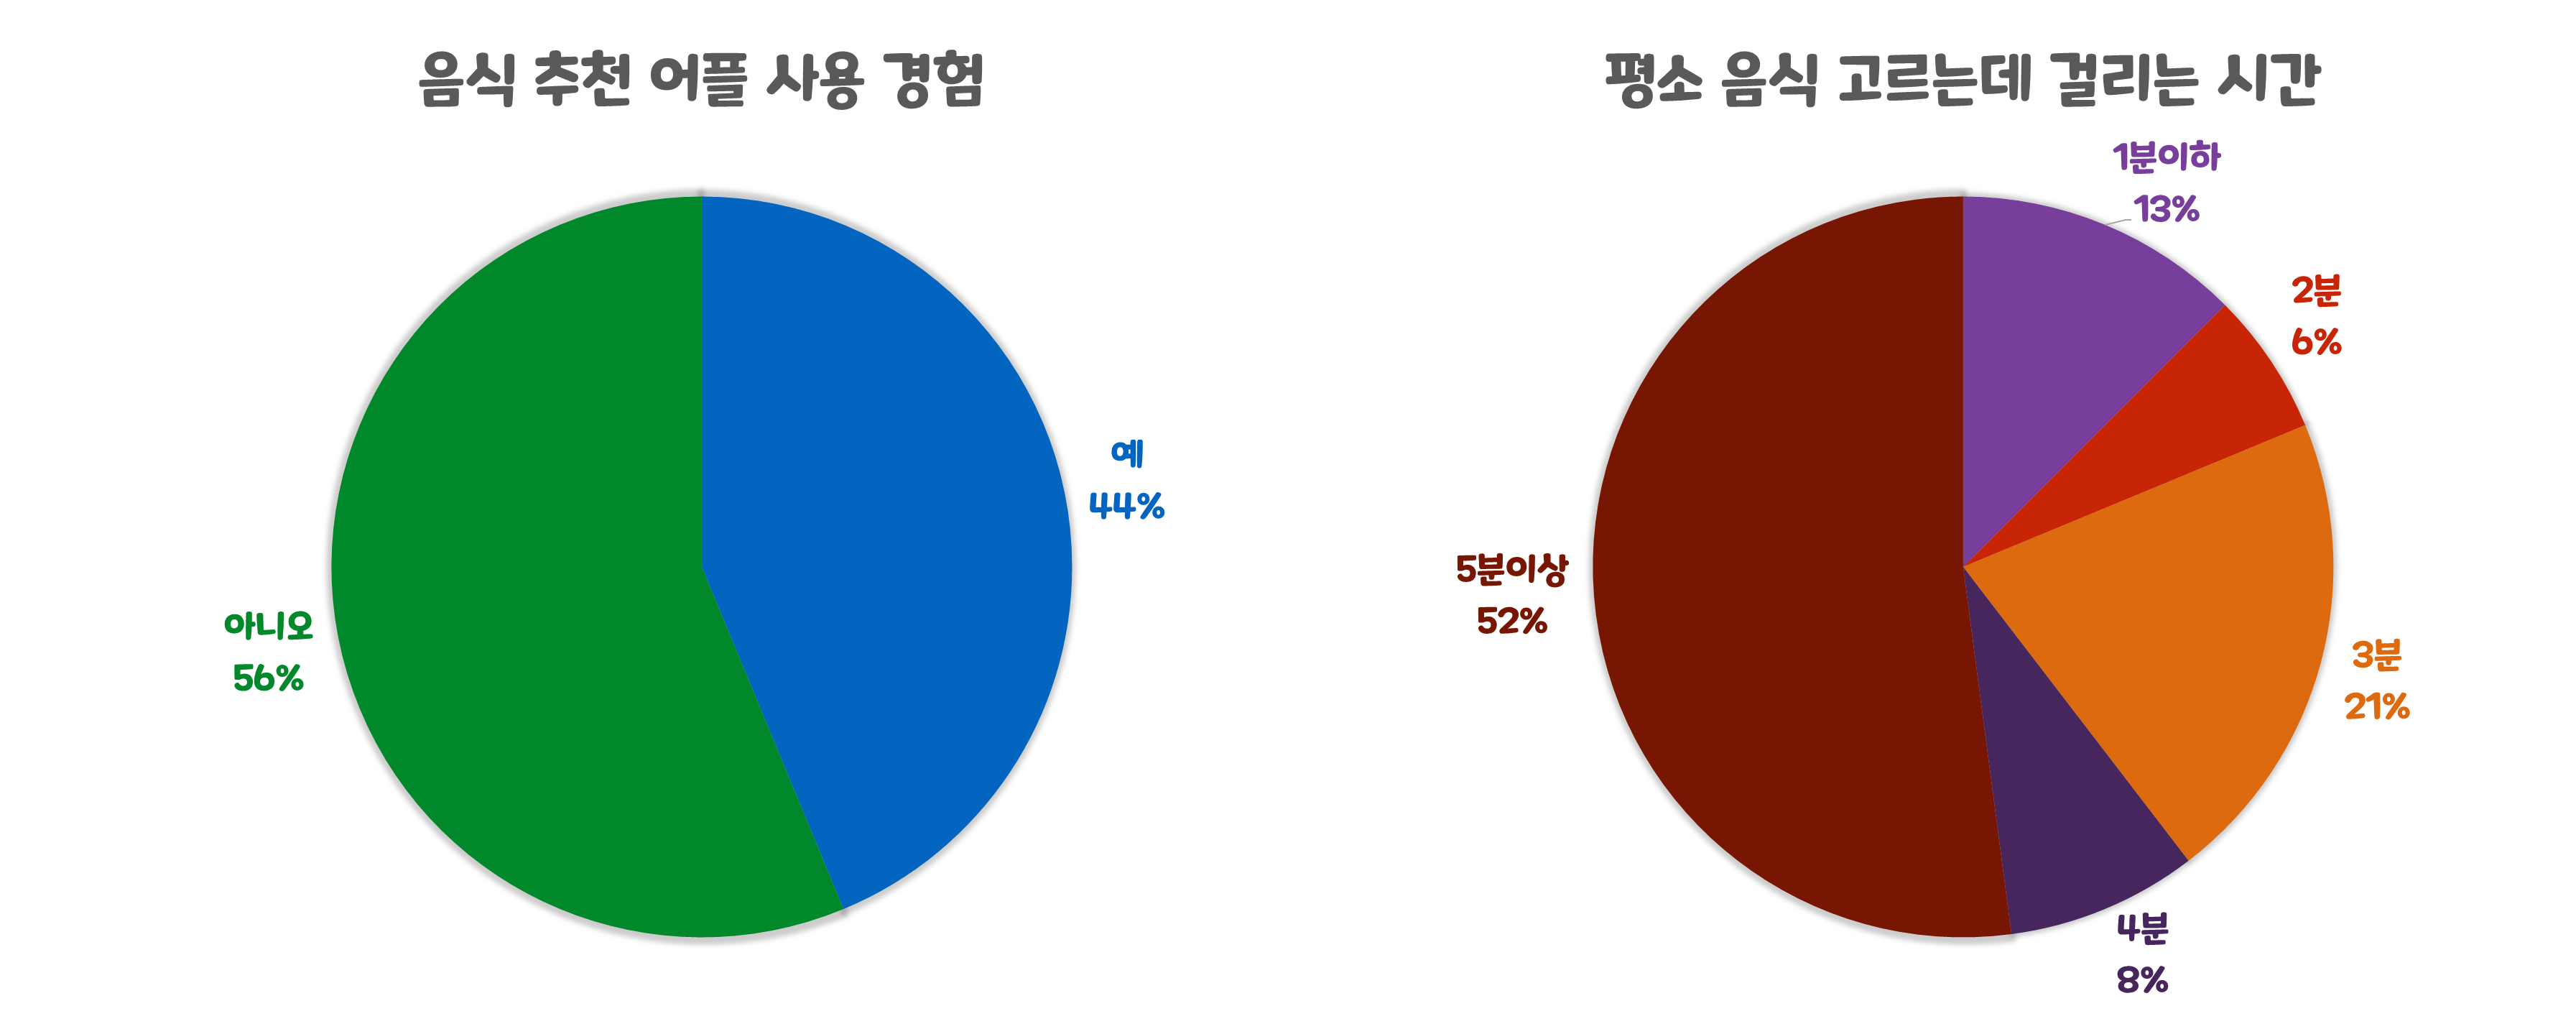 음식 추천 어플 사용 경험
예
44%
아니오
56%
평소 음식 고르는데 걸리는 시간
1분이하
13%
2분
6%
3분
21%
4분
8%
5분이상
52%